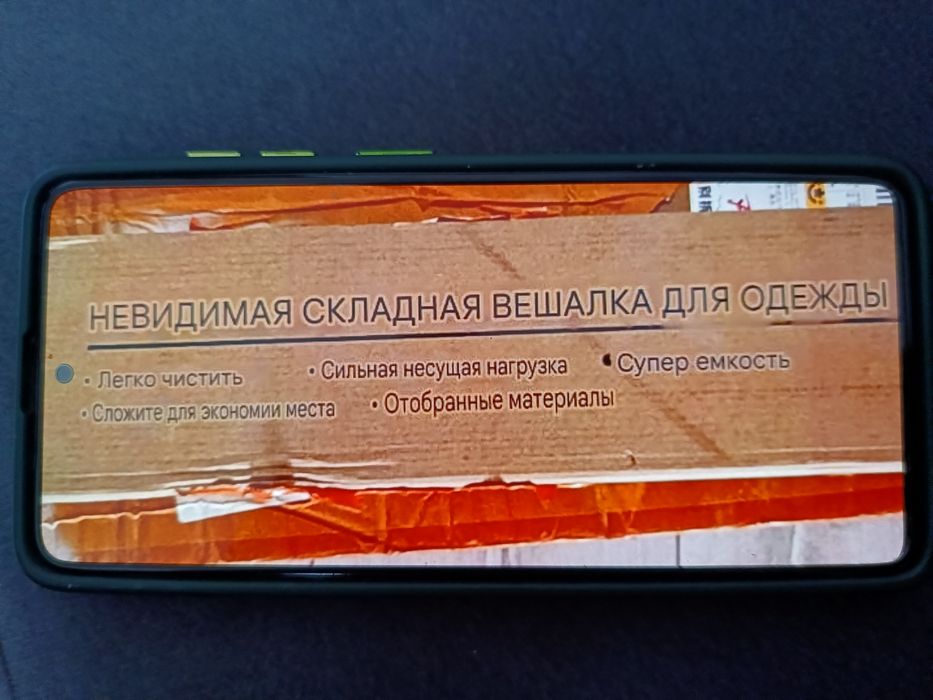 НЕВИДИМАЯ СКЛАДНАЯ ВЕШАЛКА ДЛЯ ОДЕЖДЫ
• Легко чистить • Сильная несущая нагрузка • Супер емкость
• Сложите для экономии места • Отобранные материалы